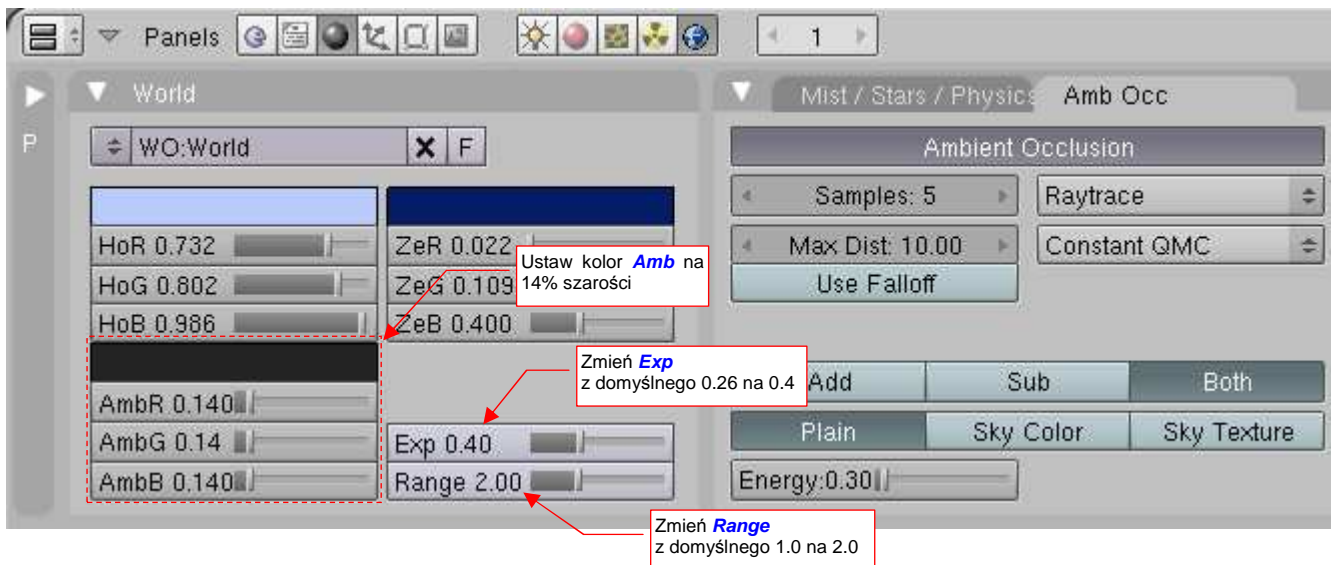 Panels
1
World
Mist / Stars / Physics
Amb Occ
P
WO:World
F
Ambient Occlusion
Samples: 5
Raytrace
Max Dist: 10.00
Constant QMC
Use Falloff
HoR 0.732
ZeR 0.022
HoG 0.802
ZeG 0.109
HoB 0.986
ZeB 0.400
Ustaw kolor Amb na
14% szarości
Zmień Exp
z domyślnego 0.26 na 0.4
Add
Sub
Both
AmbR 0.140
AmbG 0.14
Exp 0.40
Plain
Sky Color
Sky Texture
AmbB 0.140
Range 2.00
Energy:0.30
Zmień Range
z domyślnego 1.0 na 2.0